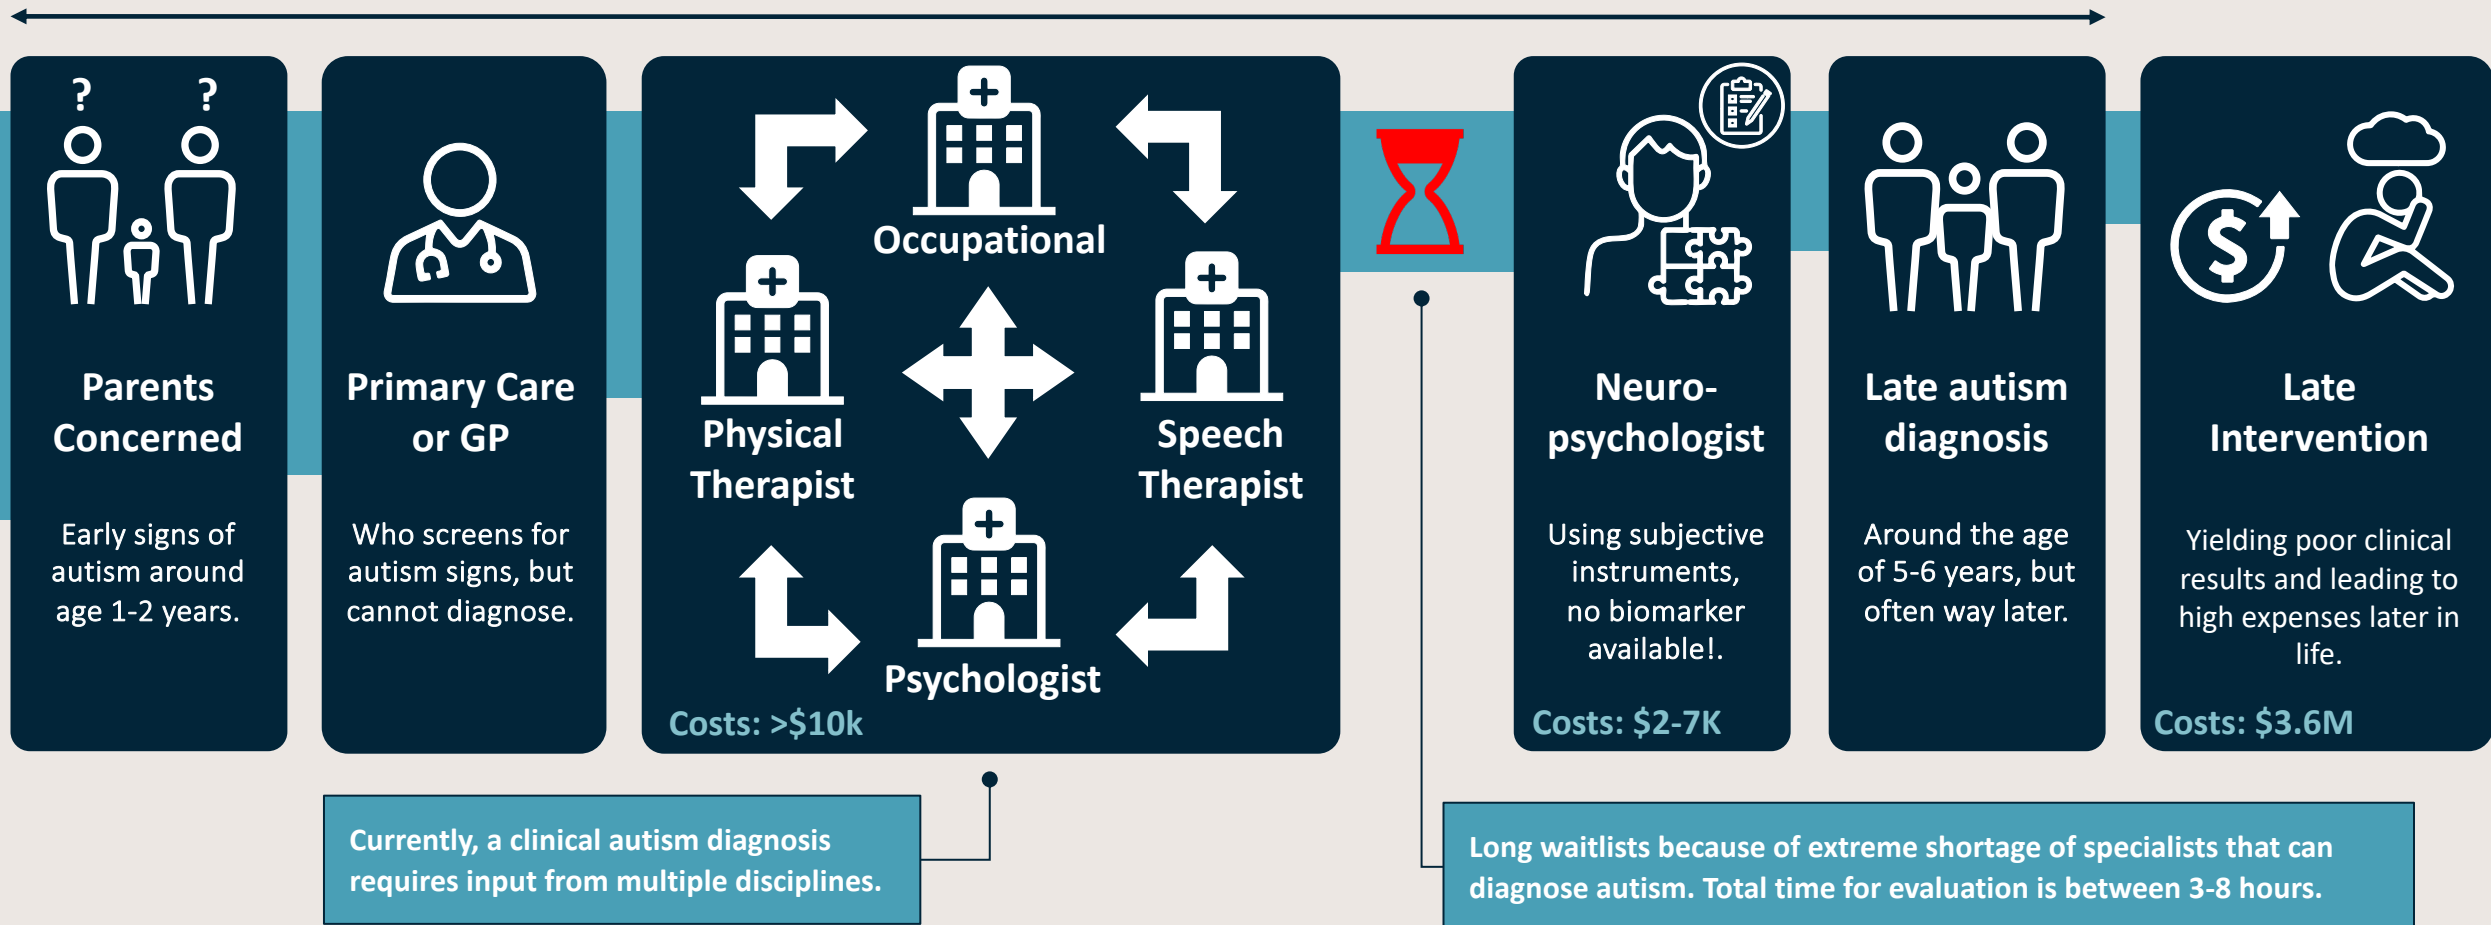 ? ?
Parents
Concerned
Early signs of
autism around
age 1-2 years.
Primary Care
or GP
Who screens for
autism signs, but
cannot diagnose.
Occupational
Physical
Therapist
Speech
Therapist
Psychologist
Costs: >$10k
Neuro-
psychologist
Using subjective
instruments,
no biomarker
available!.
Costs: $2-7K
Late autism
diagnosis
Around the age
of 5-6 years, but
often way later.
$
Late
Intervention
Yielding poor clinical
results and leading to
high expenses later in
life.
Costs: $3.6M
Currently, a clinical autism diagnosis
requires input from multiple disciplines.
Long waitlists because of extreme shortage of specialists that can
diagnose autism. Total time for evaluation is between 3-8 hours.